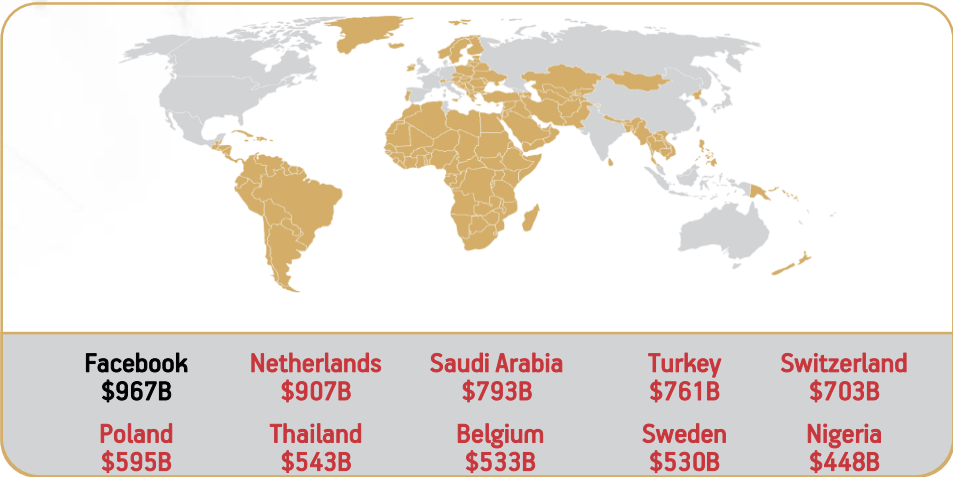 Facebook Netherlands Saudi Arabia Turkey Switzerland
$967B $907B $793B $761B $703B
Poland Thailand Belgium Sweden Nigeria
$595B $543B $533B $530B $448B